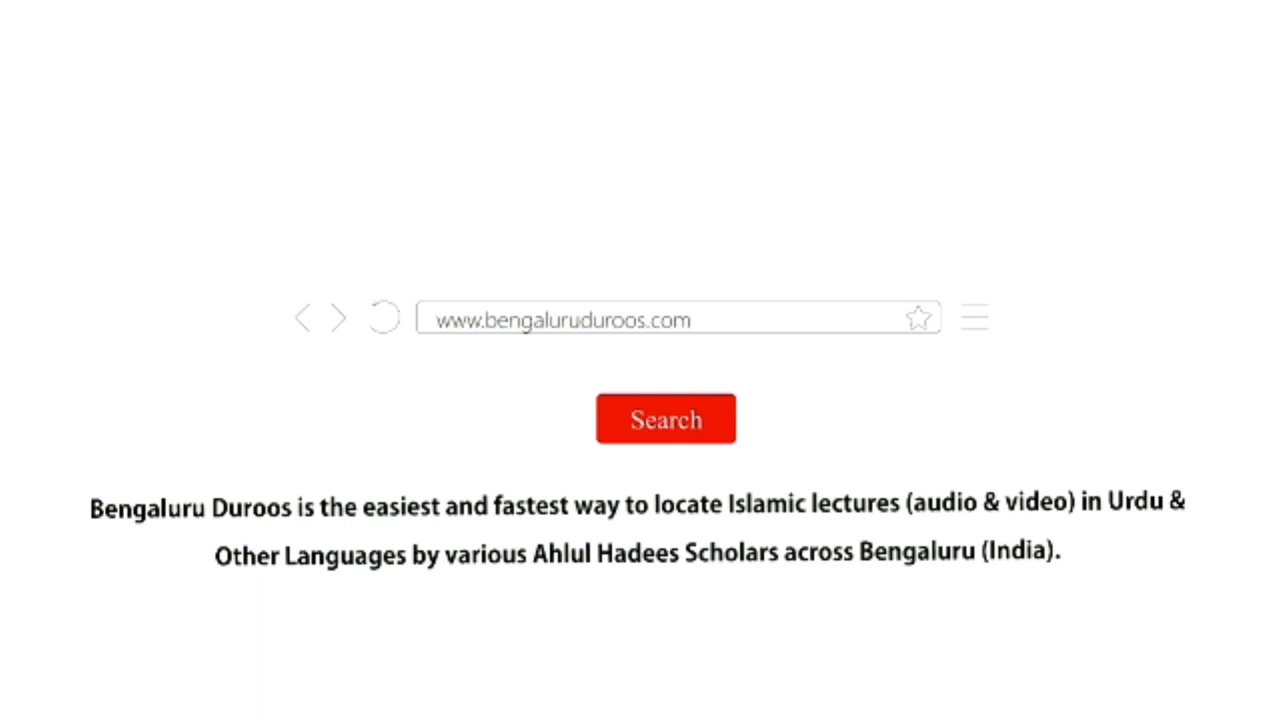 www.bengaluruduroos.com
Search
Bengaluru Duroos is the easiest and fastest way to locate Islamic lectures (audio & video) in Urdu &
Other Languages by various Ahlul Hadees Scholars across Bengaluru (India).